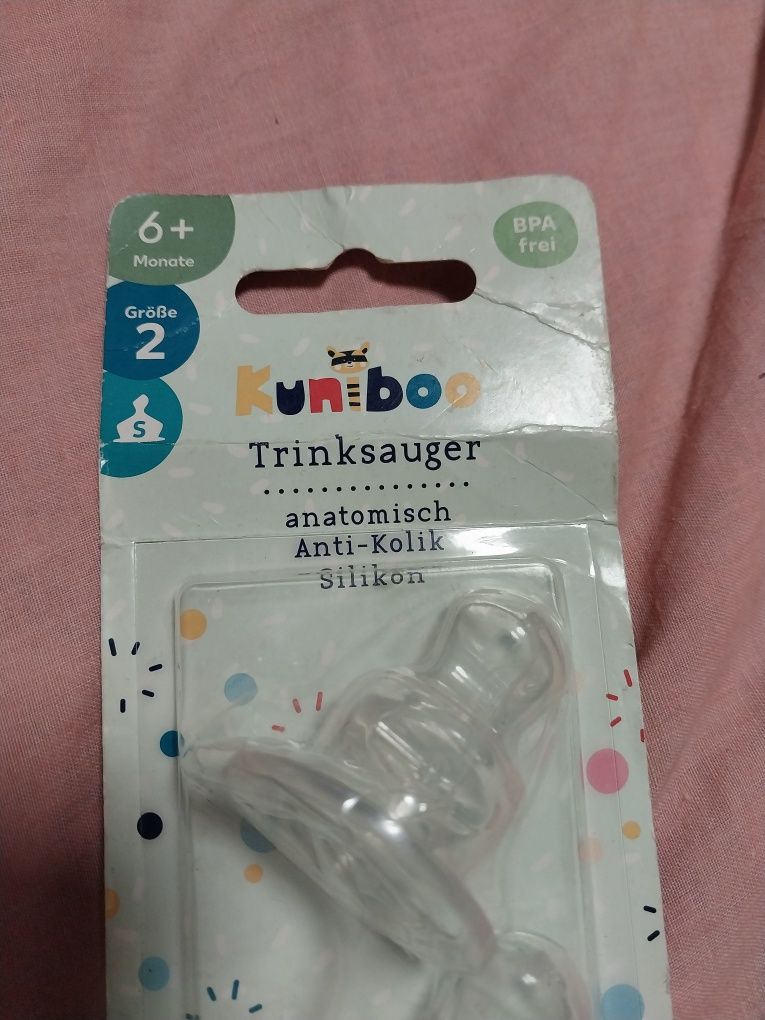 6+
Monate
BPA
frei
Größe
2
S
Kuniboo
Trinksauger
anatomisch
Anti-Kolik
Silikon